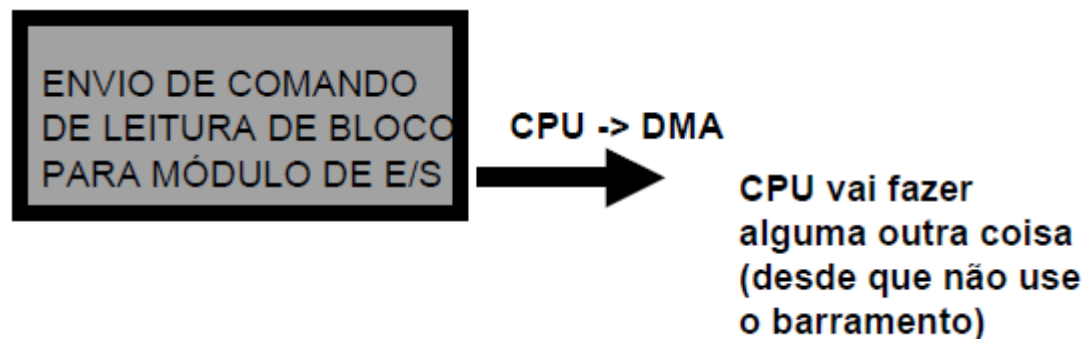 ENVIO DE COMANDO
DE LEITURA DE BLOCO
PARA MÓDULO DE E/S
CPU -> DMA
CPU vai fazer
alguma outra coisa
(desde que não use
o barramento)